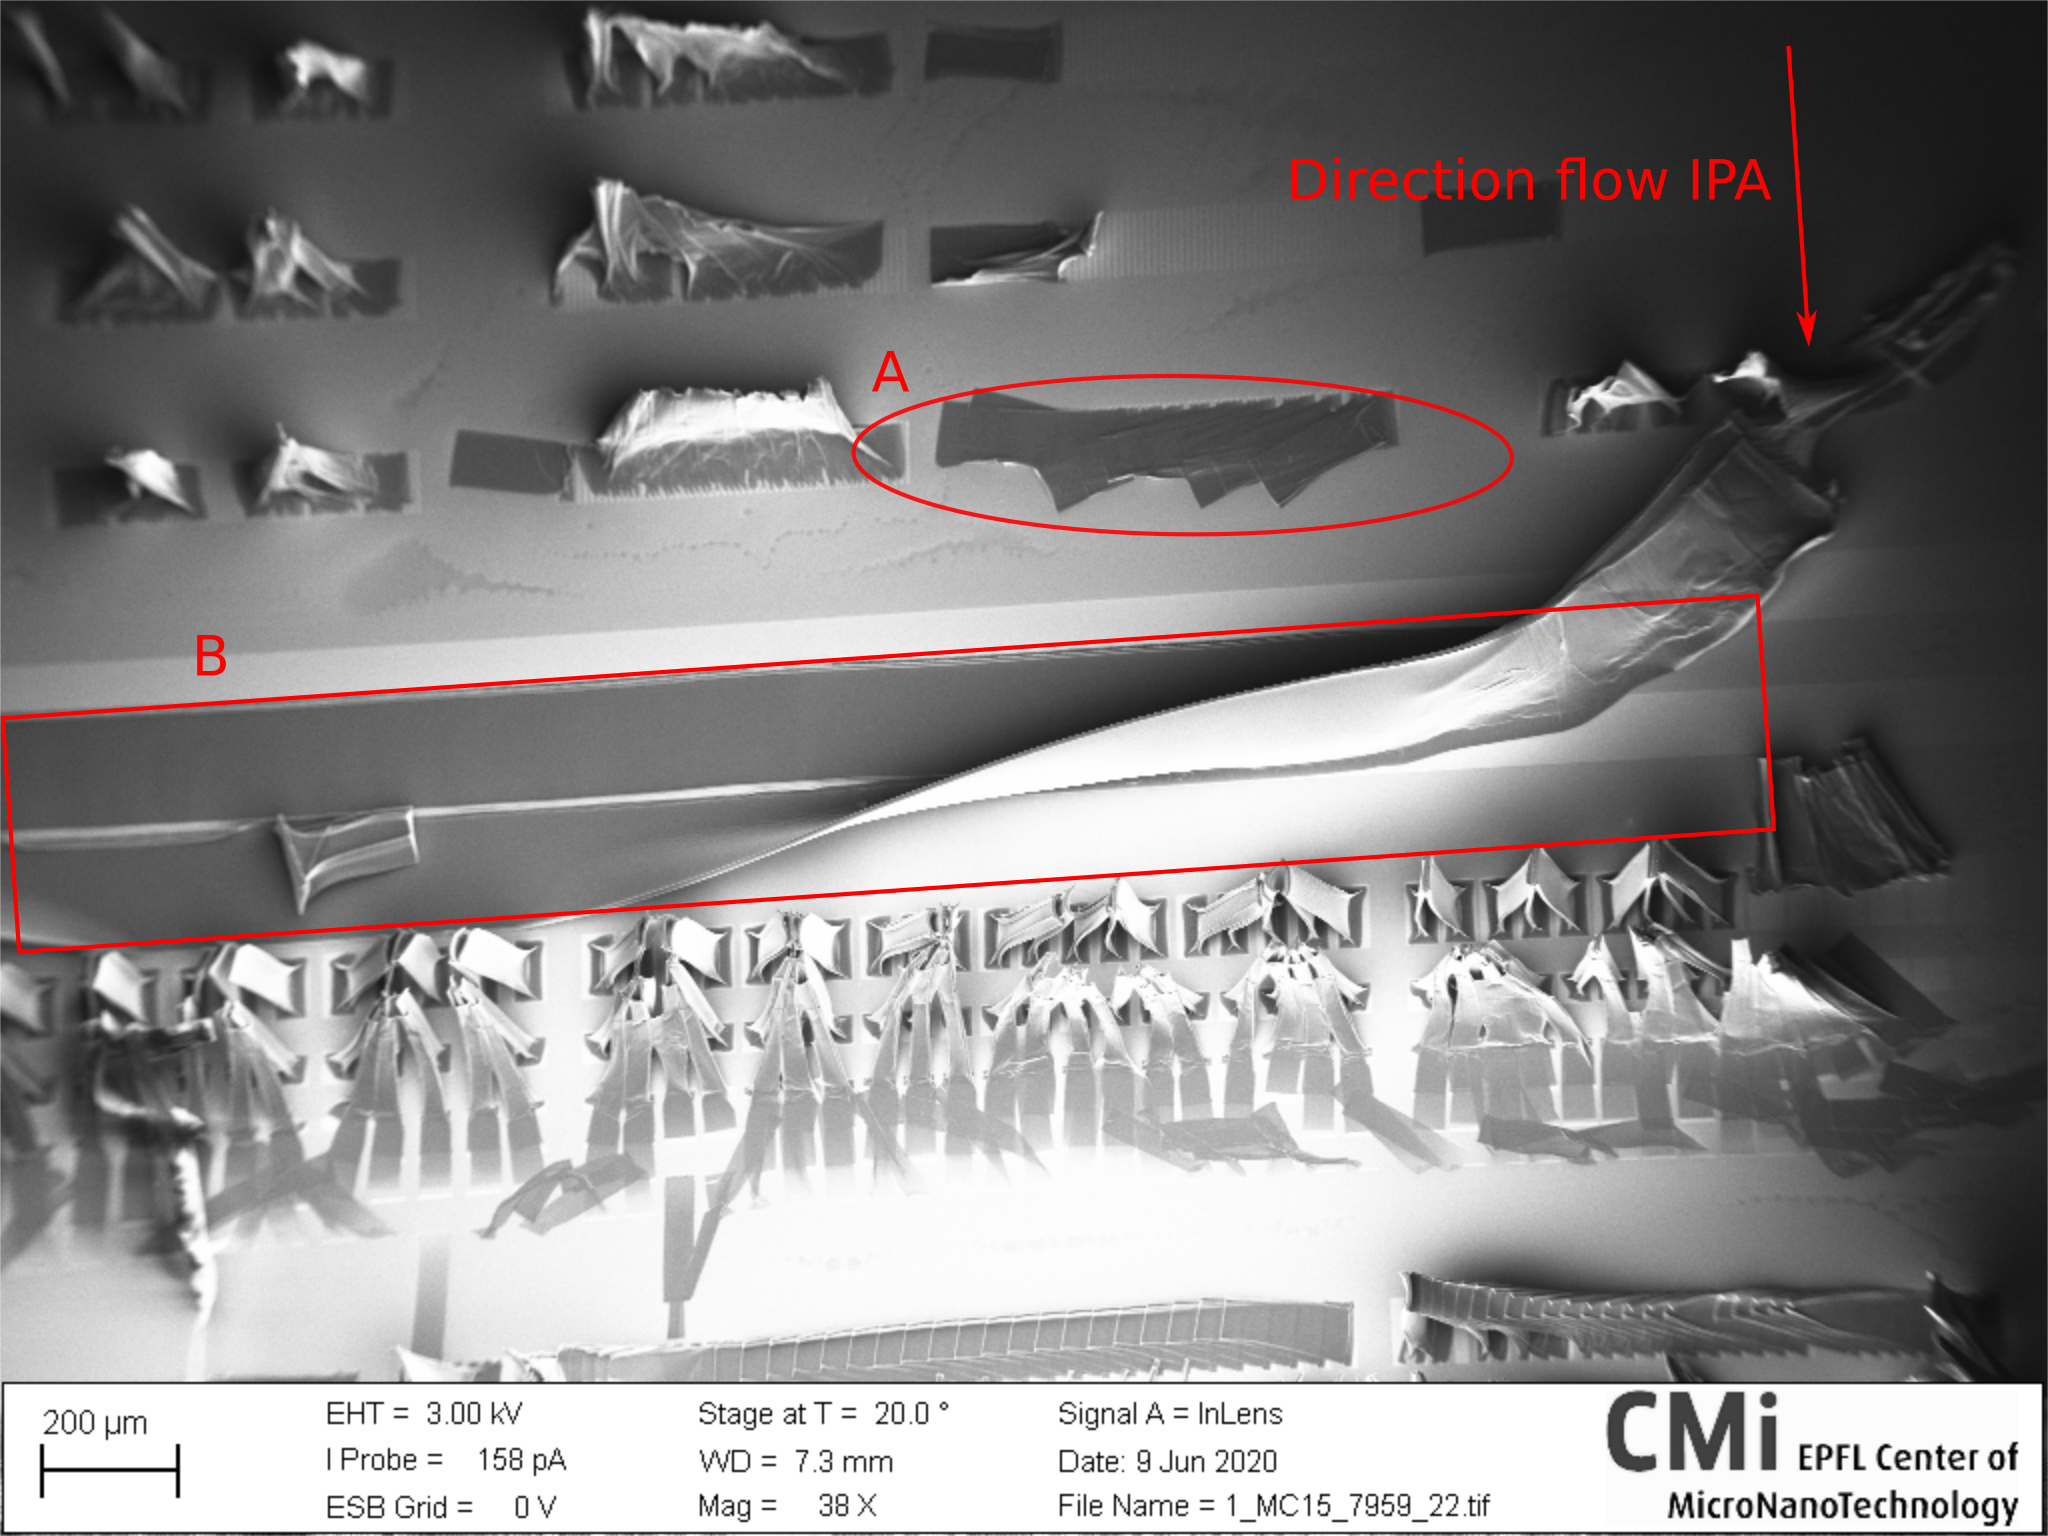 Direction flow IPA
A
B
200 µm
EHT = 3.00 kV
Stage at T = 20.0 °
Signal A = InLens
I Probe = 158 pA
WD = 7.3 mm
Date: 9 Jun 2020
ESB Grid = 0 V
Mag = 38 X
File Name = 1_MC15_7959_22.tif
CMi EPFL Center of
MicroNanoTechnology